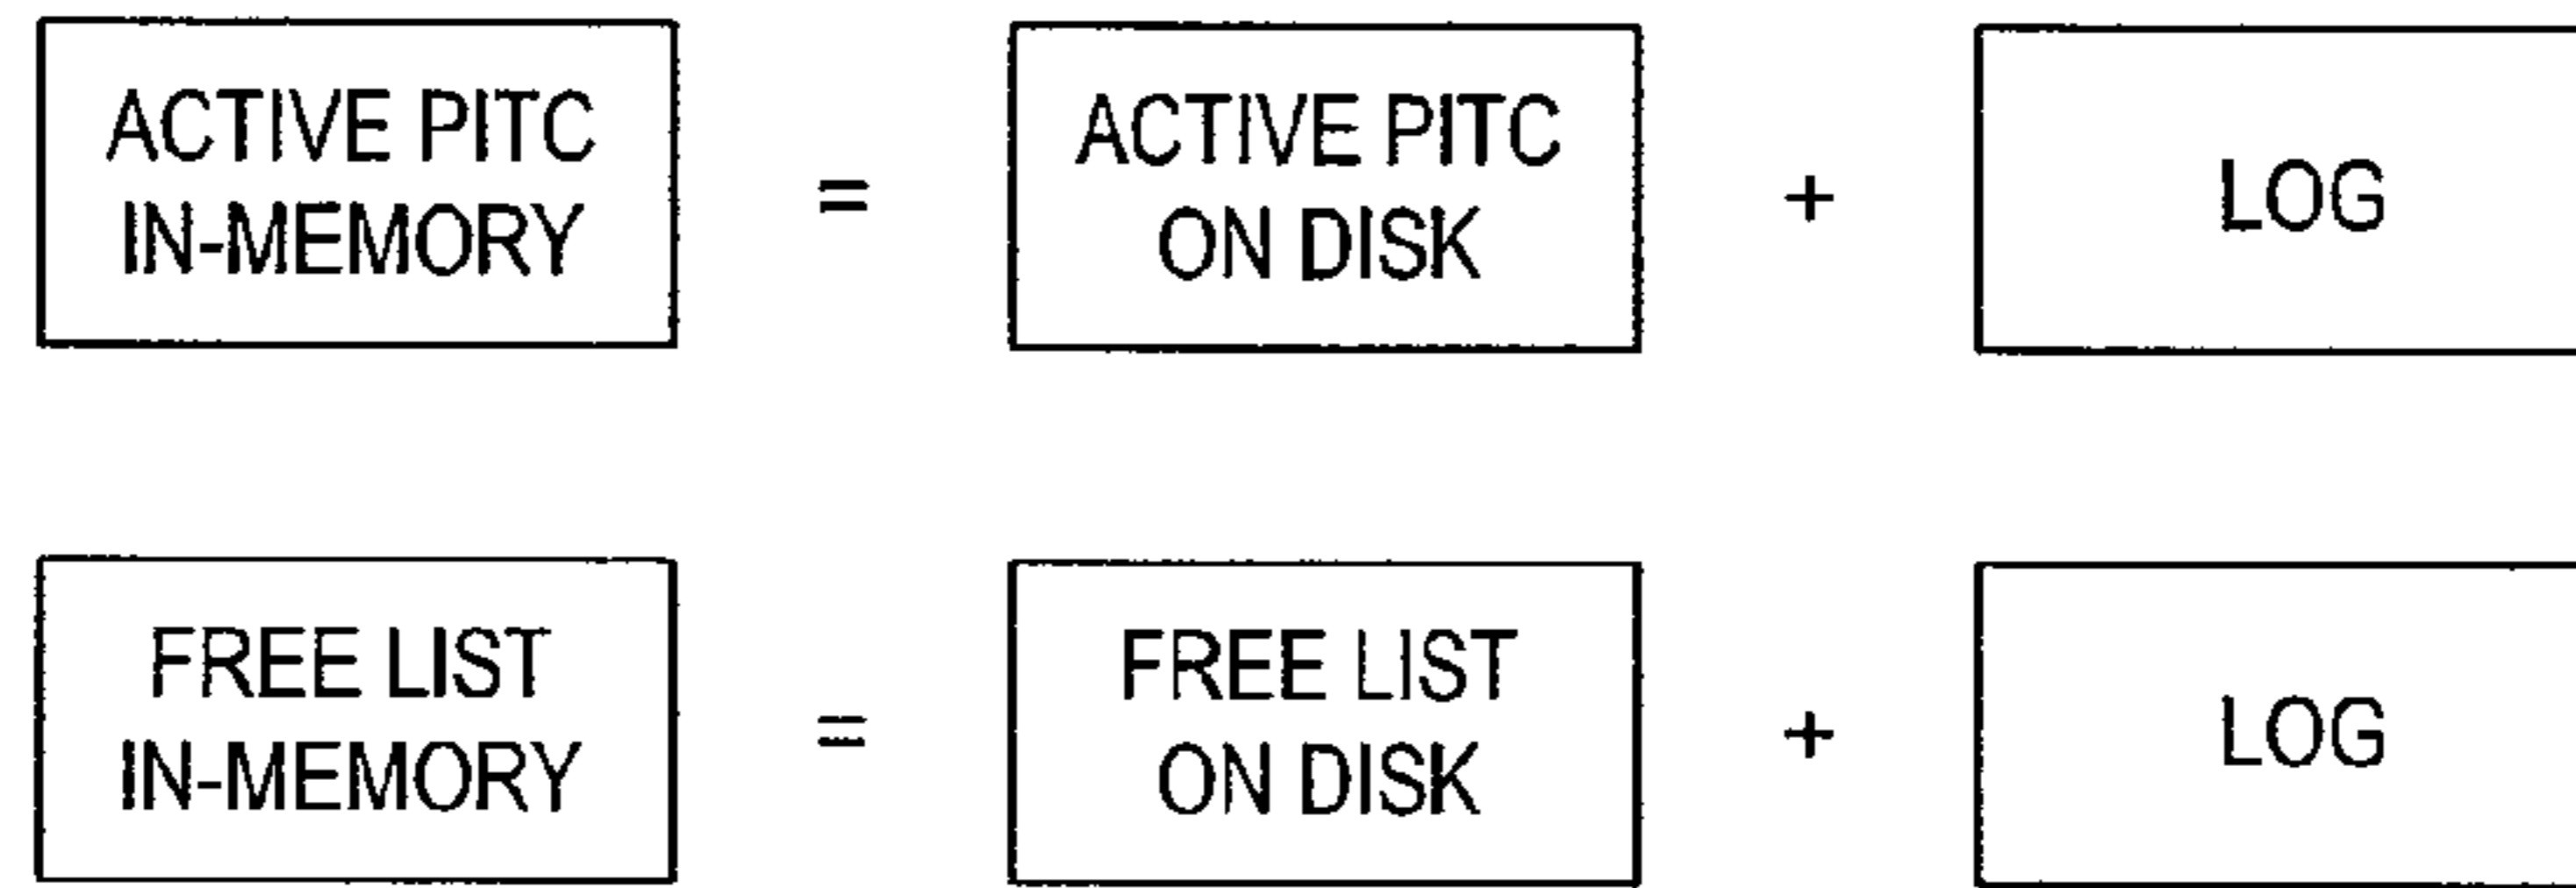 ACTIVE PITC
IN-MEMORY
=
ACTIVE PITC
ON DISK
+
LOG
FREE LIST
IN-MEMORY
=
FREE LIST
ON DISK
+
LOG